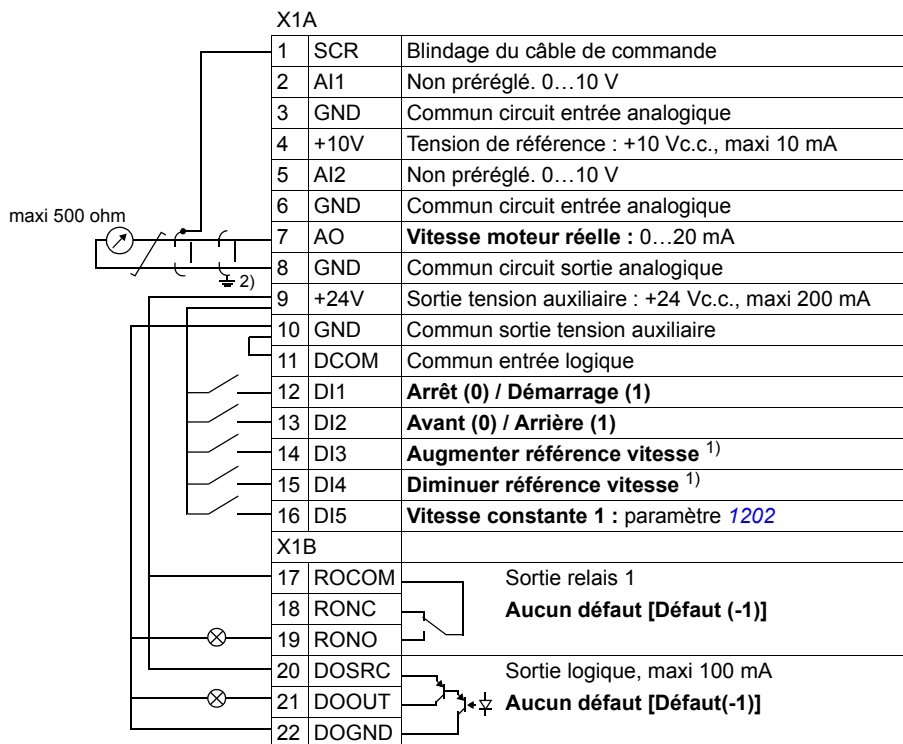 X1A
1 SCR Blindage du câble de commande
2 AI1 Non préréglé. 0…10 V
3 GND Commun circuit entrée analogique
4 +10V Tension de référence : +10 Vc.c., maxi 10 mA
5 AI2 Non préréglé. 0…10 V
6 GND Commun circuit entrée analogique
maxi 500 ohm
7 AO Vitesse moteur réelle : 0…20 mA
8 GND Commun circuit sortie analogique
2)
9 +24V Sortie tension auxiliaire : +24 Vc.c., maxi 200 mA
10 GND Commun sortie tension auxiliaire
11 DCOM Commun entrée logique
12 DI1 Arrêt (0) / Démarrage (1)
13 DI2 Avant (0) / Arrière (1)
14 DI3 Augmenter référence vitesse 1)
15 DI4 Diminuer référence vitesse 1)
16 DI5 Vitesse constante 1 : paramètre 1202
X1B
17 ROCOM Sortie relais 1
18 RONC Aucun défaut [Défaut (-1)]
19 RONO
20 DOSRC Sortie logique, maxi 100 mA
21 DOOUT Aucun défaut [Défaut(-1)]
22 DOGND